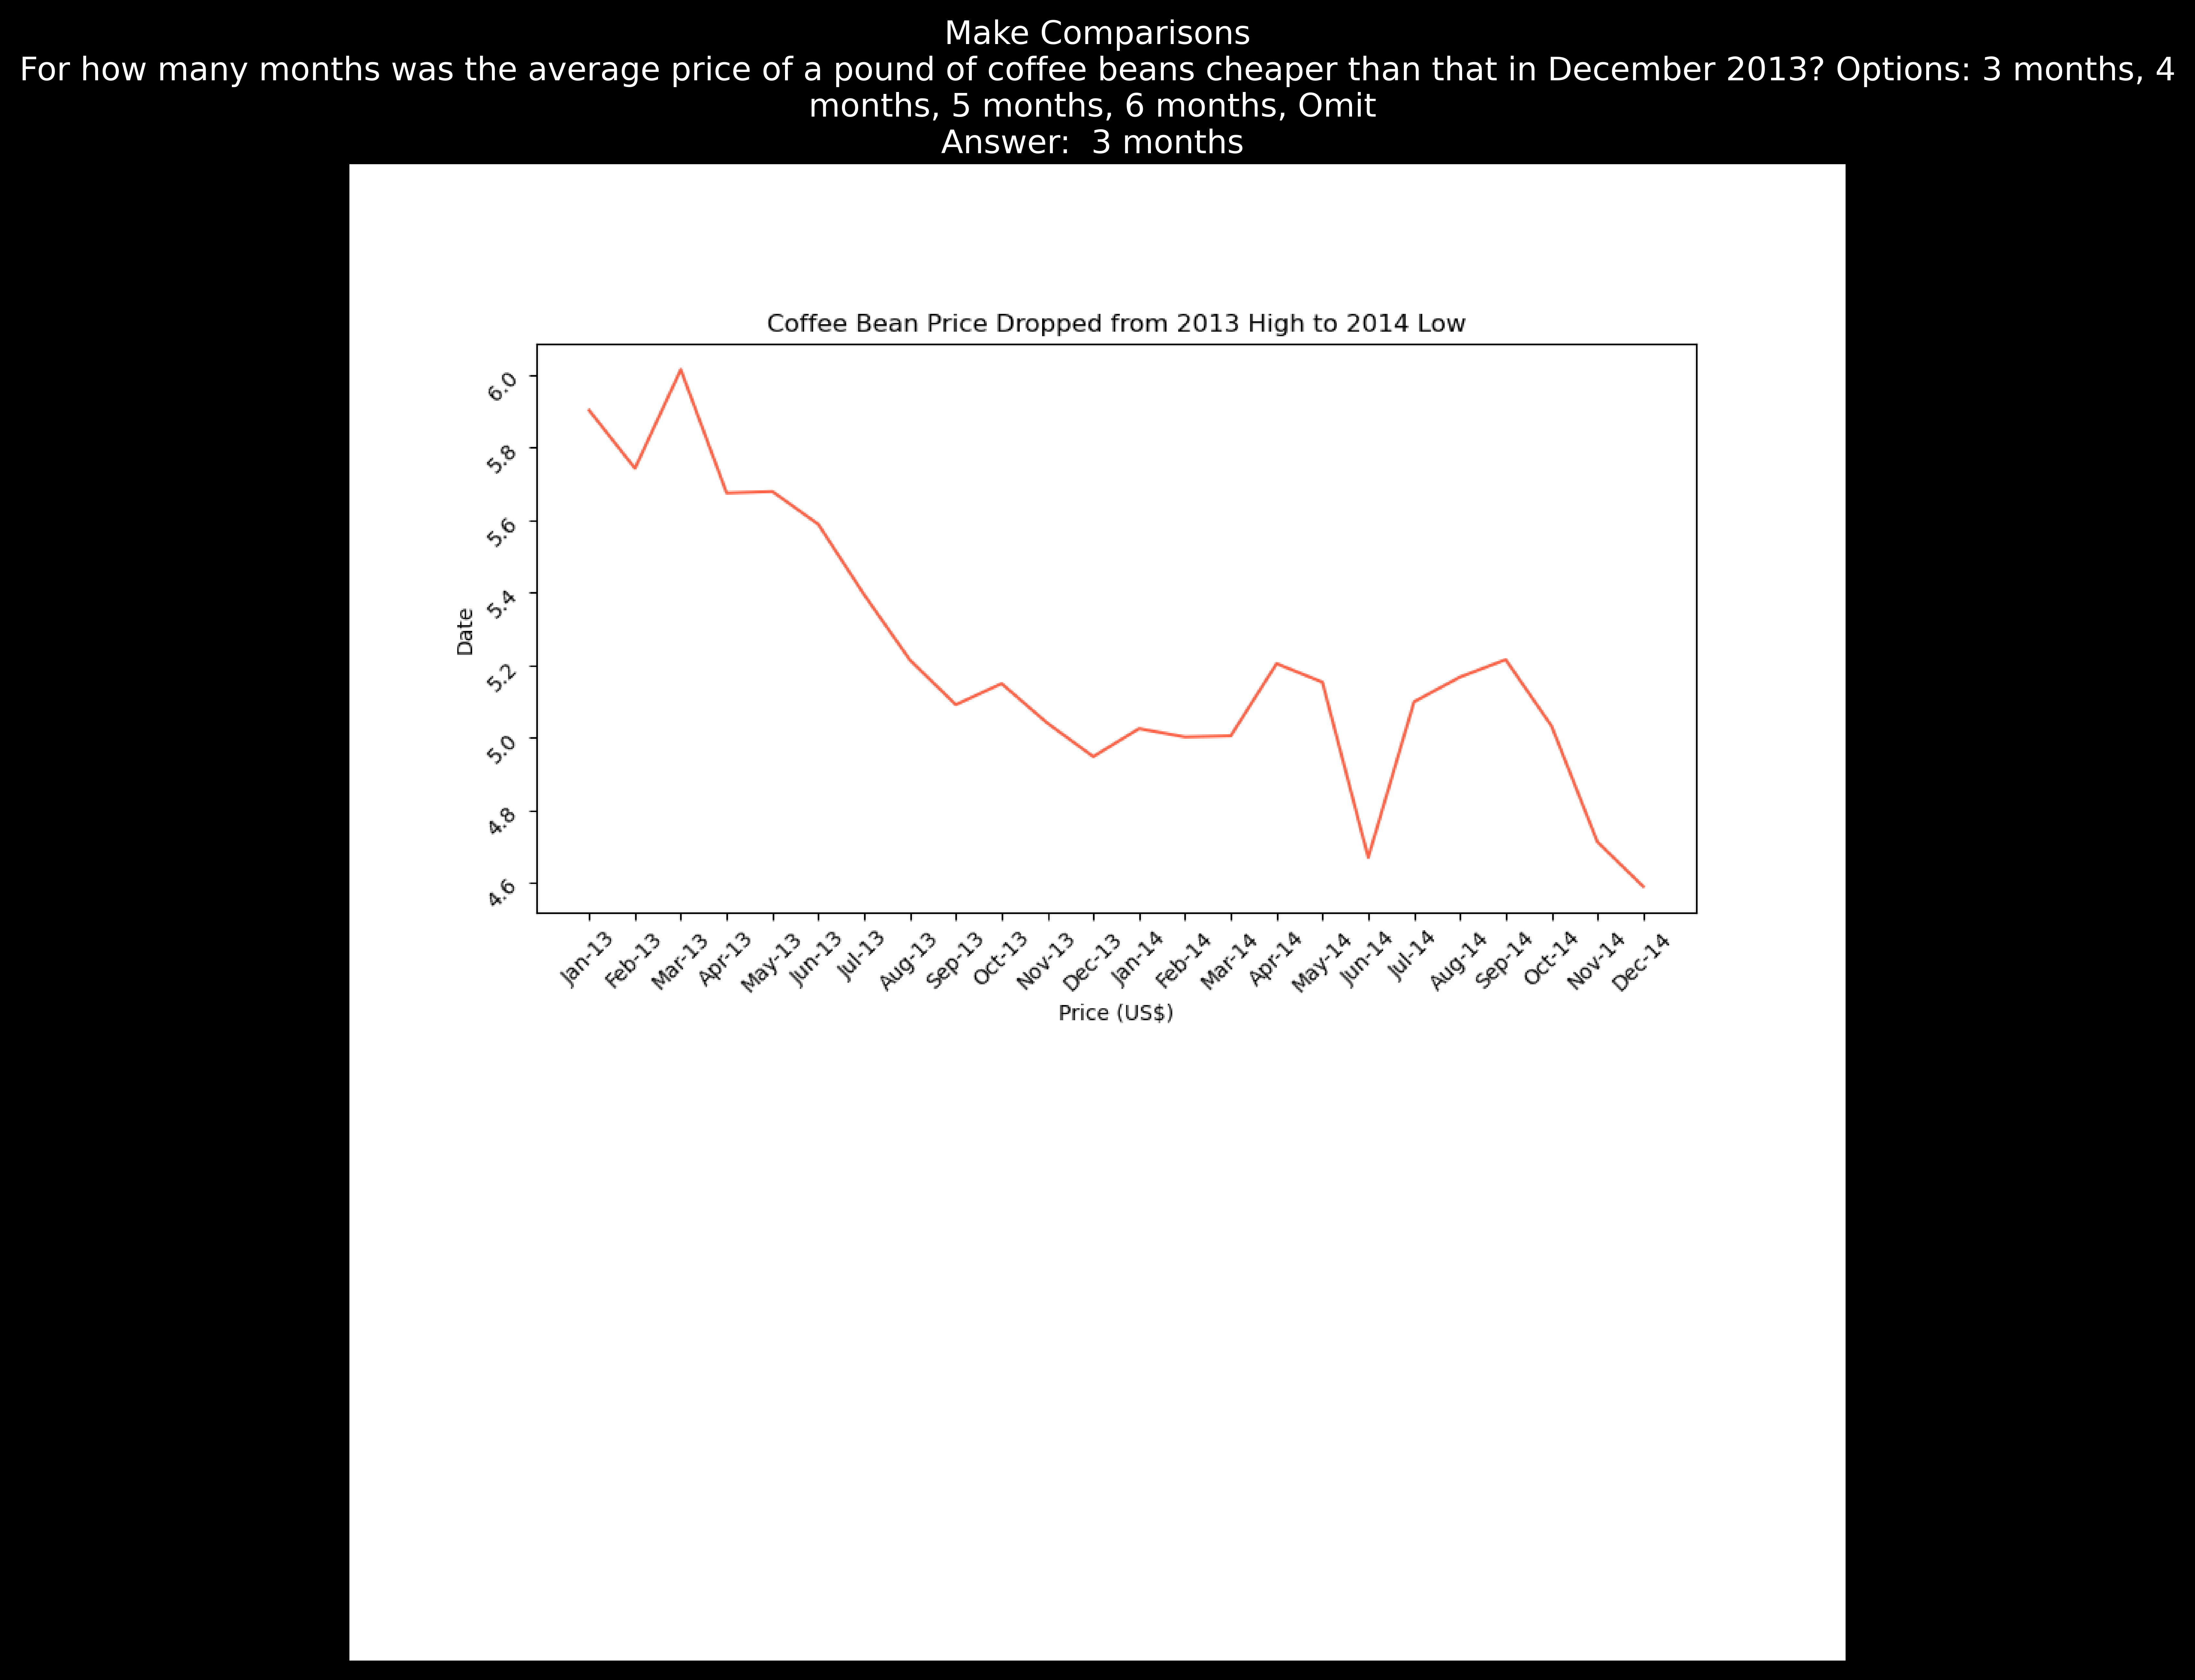 Make Comparisons
For how many months was the average price of a pound of coffee beans cheaper than that in December 2013? Options: 3 months, 4
months, 5 months, 6 months, Omit
Answer:  3 months
Coffee Bean Price Dropped from 2013 High to 2014 Low
6.0
5.8
5.6
5.4
5.2
5.0
4.8
4.6
Date
Jan-13
Feb-13
Mar-13
Apr-13
May-13
Jun-13
Jul-13
Aug-13
Sep-13
Oct-13
Nov-13
Dec-13
Jan-14
Feb-14
Mar-14
Apr-14
May-14
Jun-14
Jul-14
Aug-14
Sep-14
Oct-14
Nov-14
Dec-14
Price (US$)